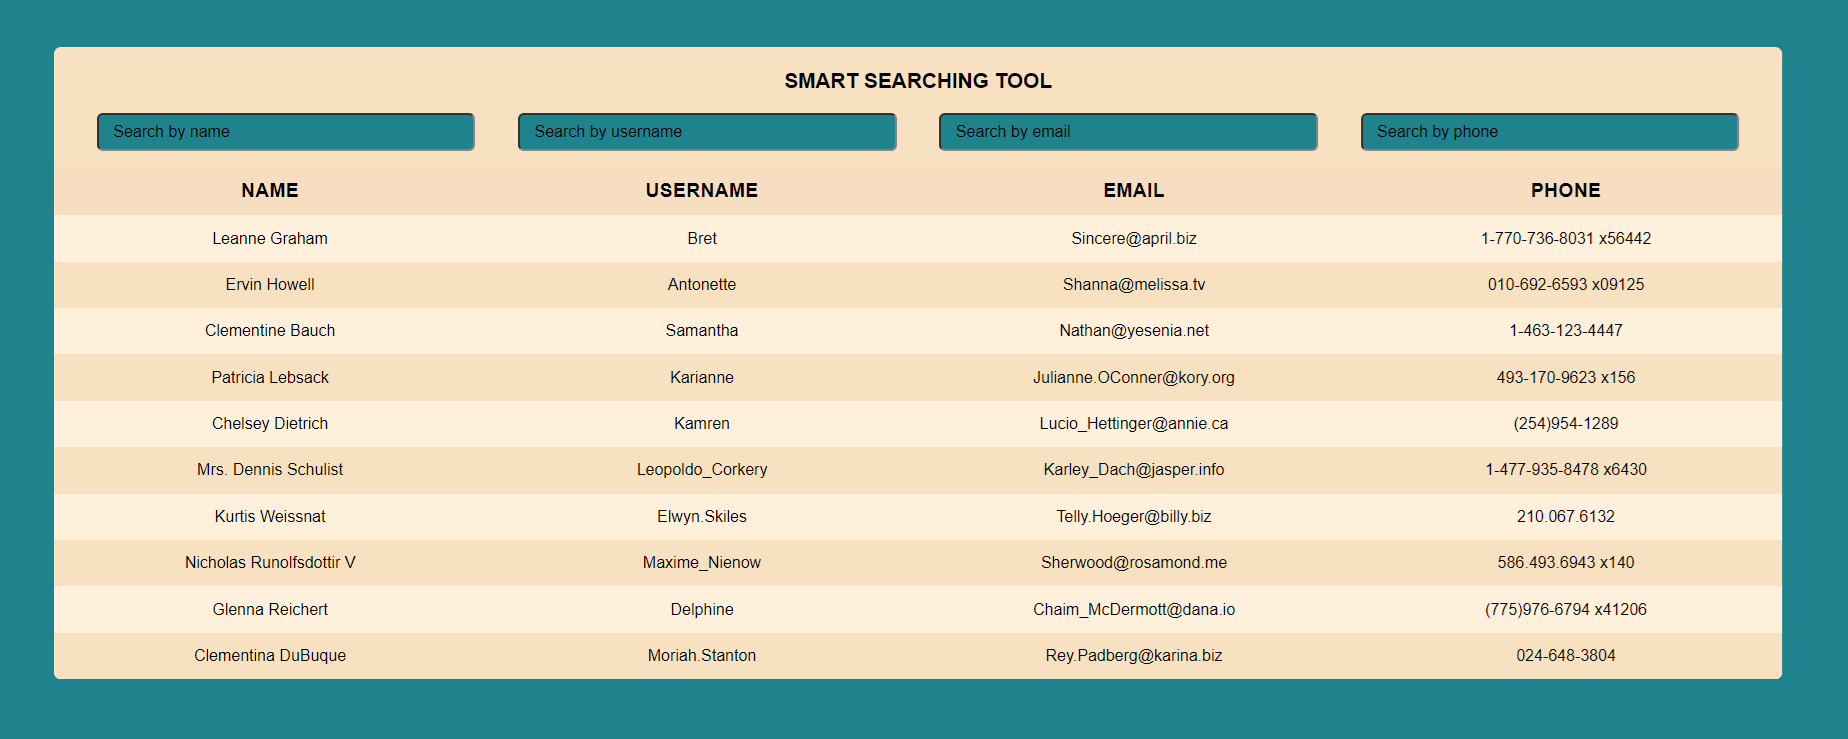 SMART SEARCHING TOOL
Search by name Search by username Search by email Search by phone
NAME USERNAME EMAIL PHONE
Leanne Graham Bret Sincere@april.biz 1-770-736-8031 x56442
Ervin Howell Antonette Shanna@melissa.tv 010-692-6593 x09125
Clementine Bauch Samantha Nathan@yesenia.net 1-463-123-4447
Patricia Lebsack Karianne Julianne.OConner@kory.org 493-170-9623 x156
Chelsey Dietrich Kamren Lucio_Hettinger@annie.ca (254)954-1289
Mrs. Dennis Schulist Leopoldo_Corkery Karley_Dach@jasper.info 1-477-935-8478 x6430
Kurtis Weissnat Elwyn.Skiles Telly.Hoeger@billy.biz 210.067.6132
Nicholas Runolfsdottir V Maxime_Nienow Sherwood@rosamond.me 586.493.6943 x140
Glenna Reichert Delphine Chaim_McDermott@dana.io (775)976-6794 x41206
Clementina DuBuque Moriah.Stanton Rey.Padberg@karina.biz 024-648-3804